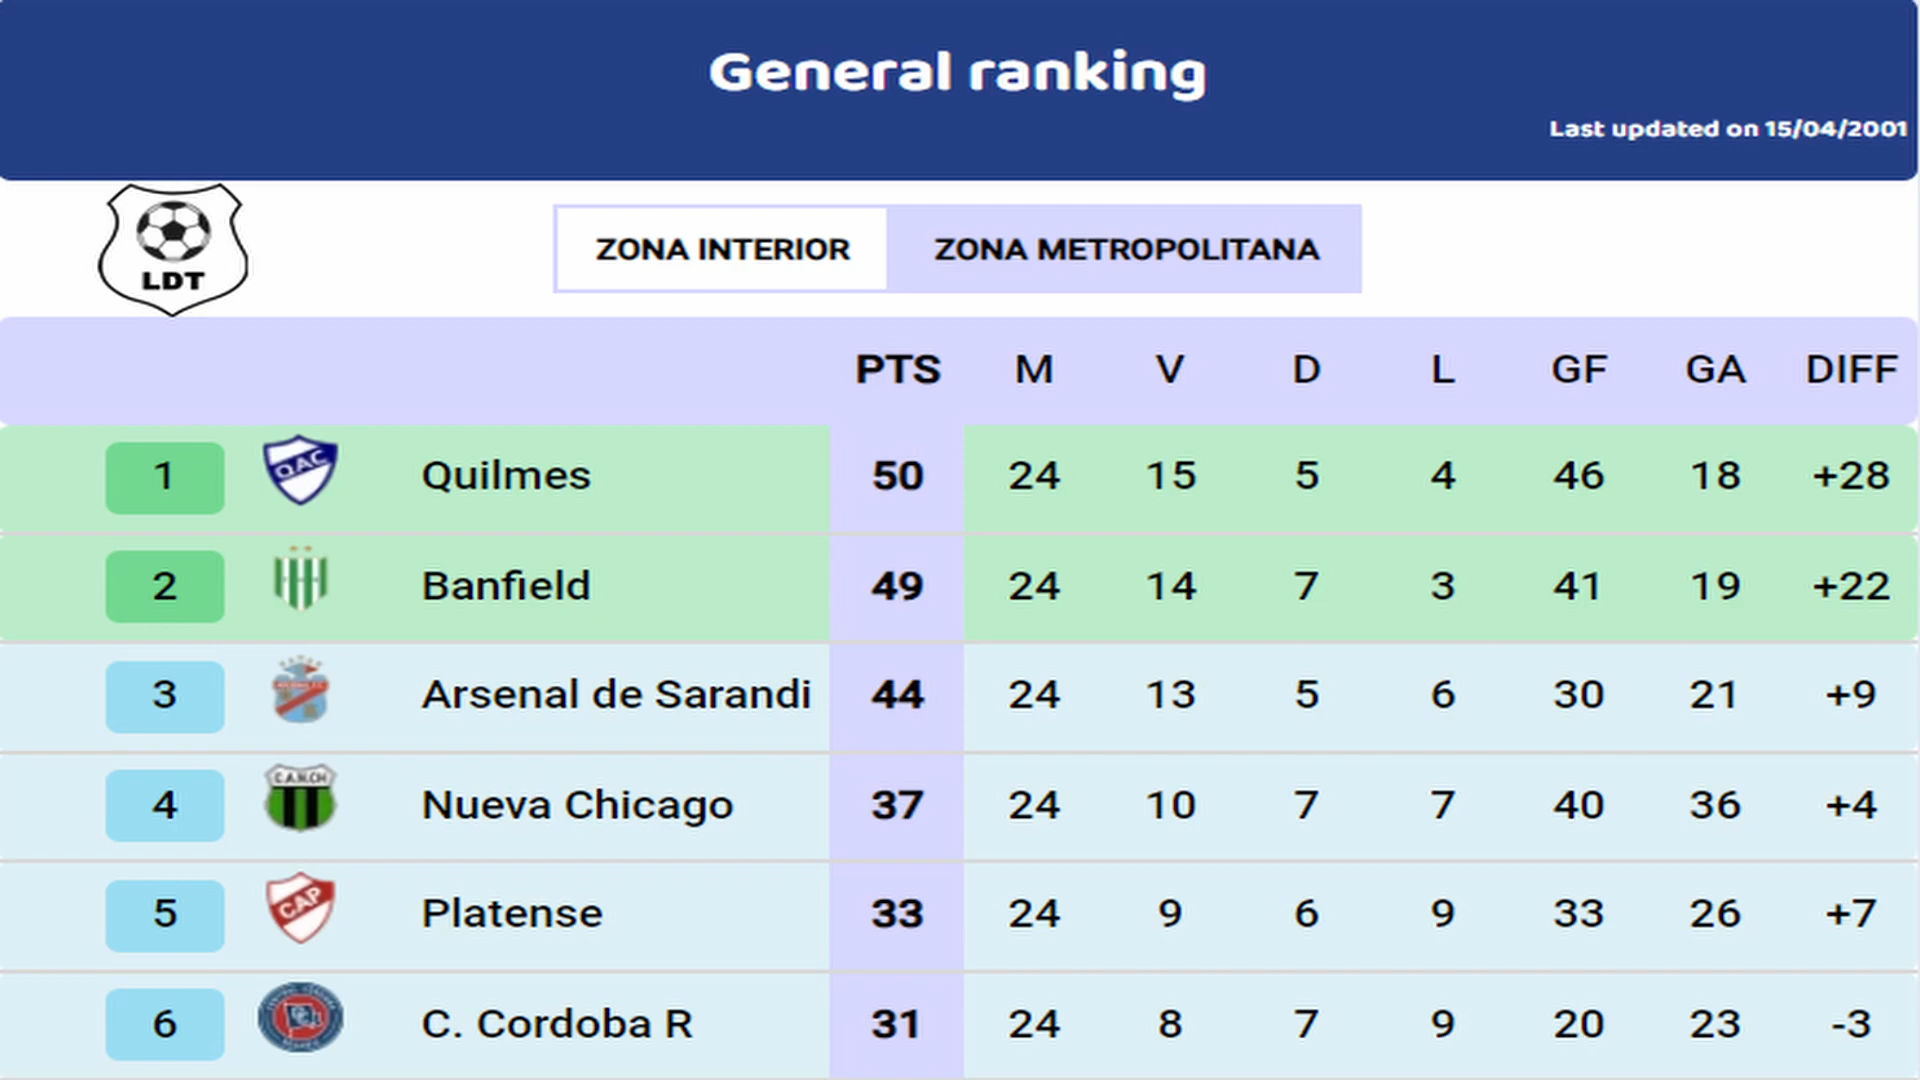 General ranking
Last updated on 15/04/2001
LDT
ZONA INTERIOR ZONA METROPOLITANA
PTS M V D L GF GA DIFF
1 QAC Quilmes 50 24 15 5 4 46 18 +28
2 Banfield 49 24 14 7 3 41 19 +22
3 Arsenal de Sarandi 44 24 13 5 6 30 21 +9
4 C.A.N.CH Nueva Chicago 37 24 10 7 7 40 36 +4
5 CAP Platense 33 24 9 6 9 33 26 +7
6 C. Cordoba R 31 24 8 7 9 20 23 -3